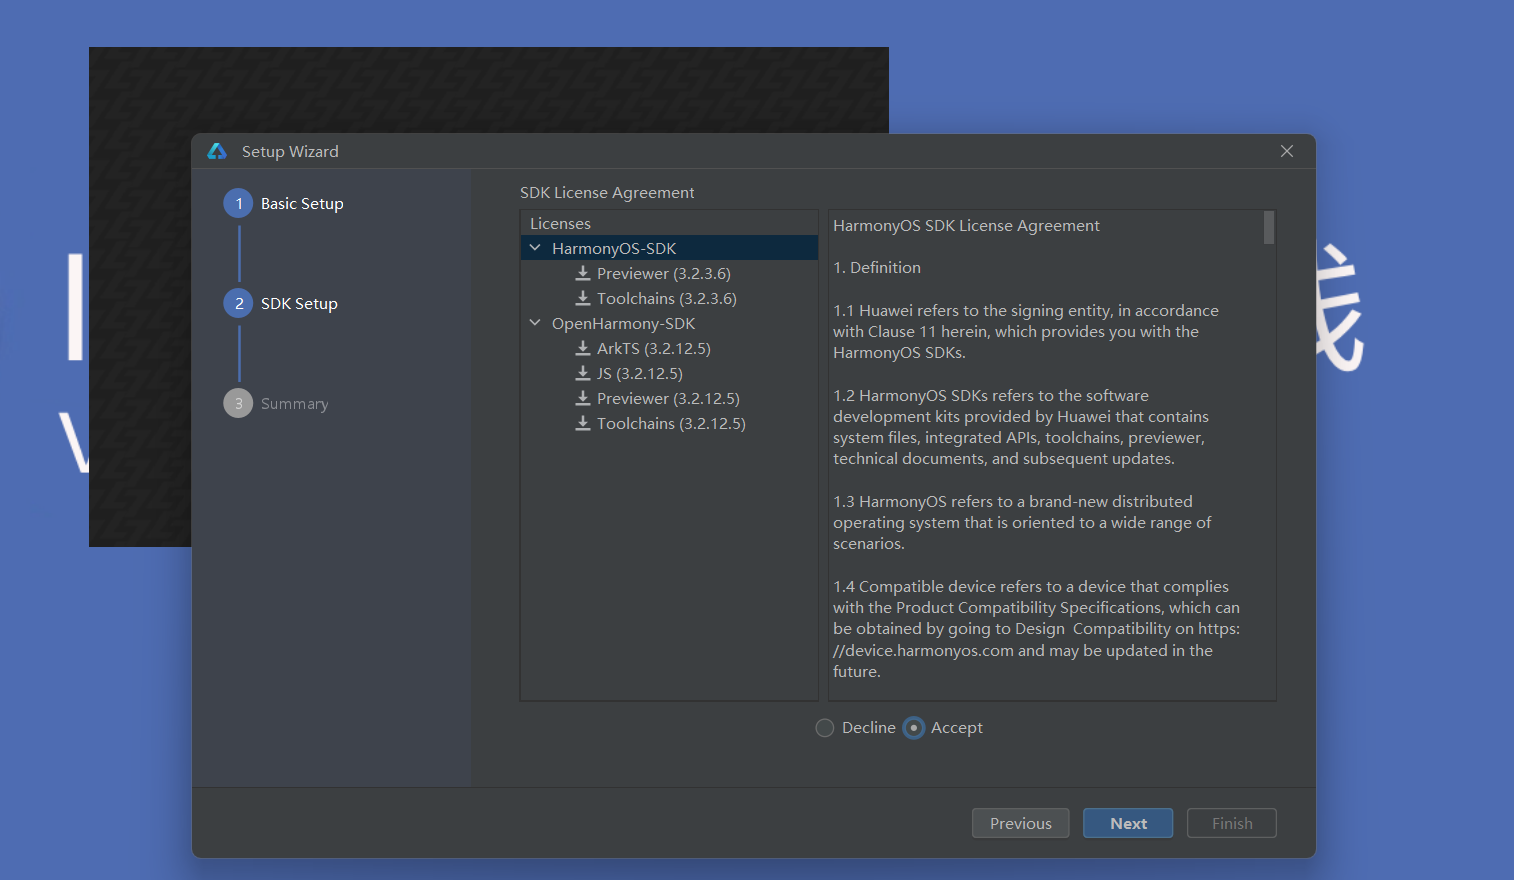 Setup Wizard
1 Basic Setup
2 SDK Setup
3 Summary
SDK License Agreement
Licenses
HarmonyOS-SDK
Previewer (3.2.3.6)
Toolchains (3.2.3.6)
OpenHarmony-SDK
ArkTS (3.2.12.5)
JS (3.2.12.5)
Previewer (3.2.12.5)
Toolchains (3.2.12.5)
HarmonyOS SDK License Agreement
1. Definition
1.1 Huawei refers to the signing entity, in accordance
with Clause 11 herein, which provides you with the
HarmonyOS SDKs.
1.2 HarmonyOS SDKs refers to the software
development kits provided by Huawei that contains
system files, integrated APIs, toolchains, previewer,
technical documents, and subsequent updates.
1.3 HarmonyOS refers to a brand-new distributed
operating system that is oriented to a wide range of
scenarios.
1.4 Compatible device refers to a device that complies
with the Product Compatibility Specifications, which can
be obtained by going to Design  Compatibility on https:
//device.harmonyos.com and may be updated in the
future.
Decline Accept
Previous Next Finish